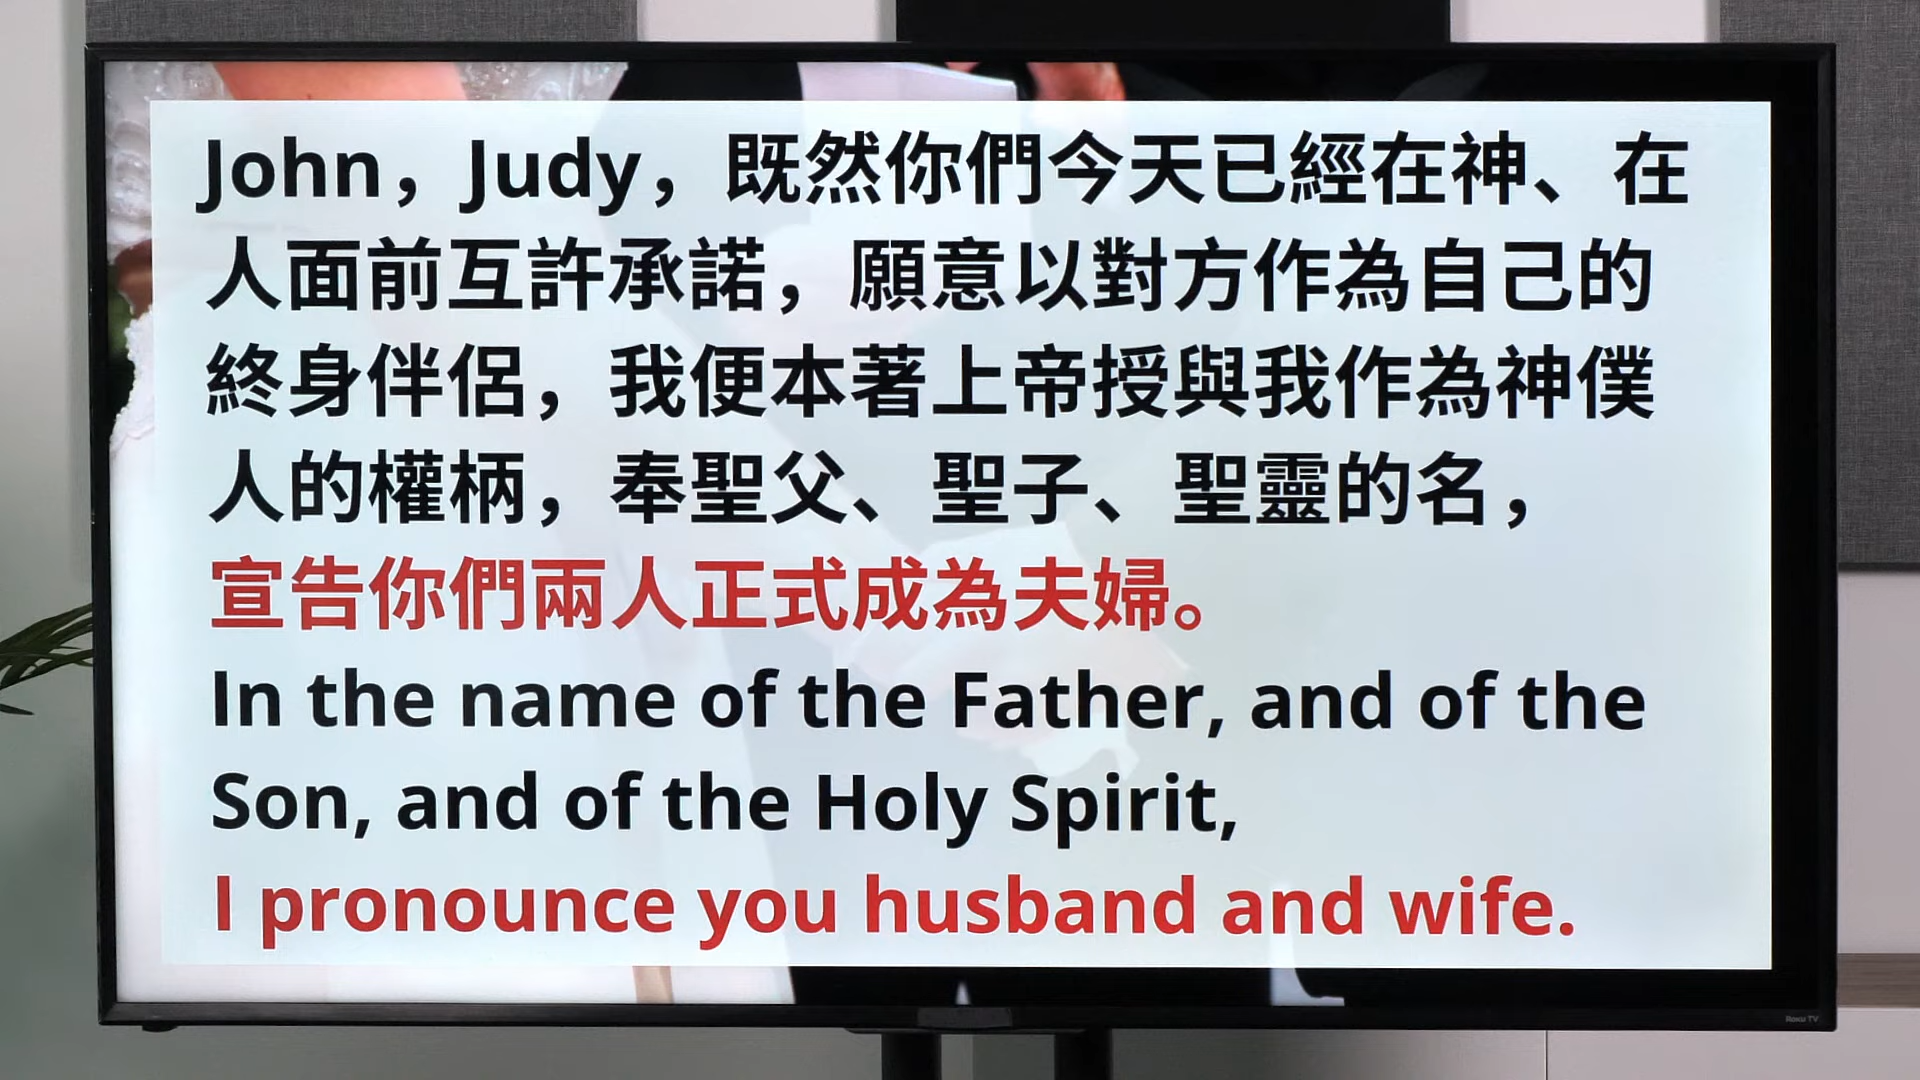 John，Judy，既然你們今天已經在神、在
人面前互許承諾，願意以對方作為自己的
終身伴侶，我便本著上帝授與我作為神僕
人的權柄，奉聖父、聖子、聖靈的名，
宣告你們兩人正式成為夫婦。
In the name of the Father, and of the
Son, and of the Holy Spirit,
I pronounce you husband and wife.
Roku TV